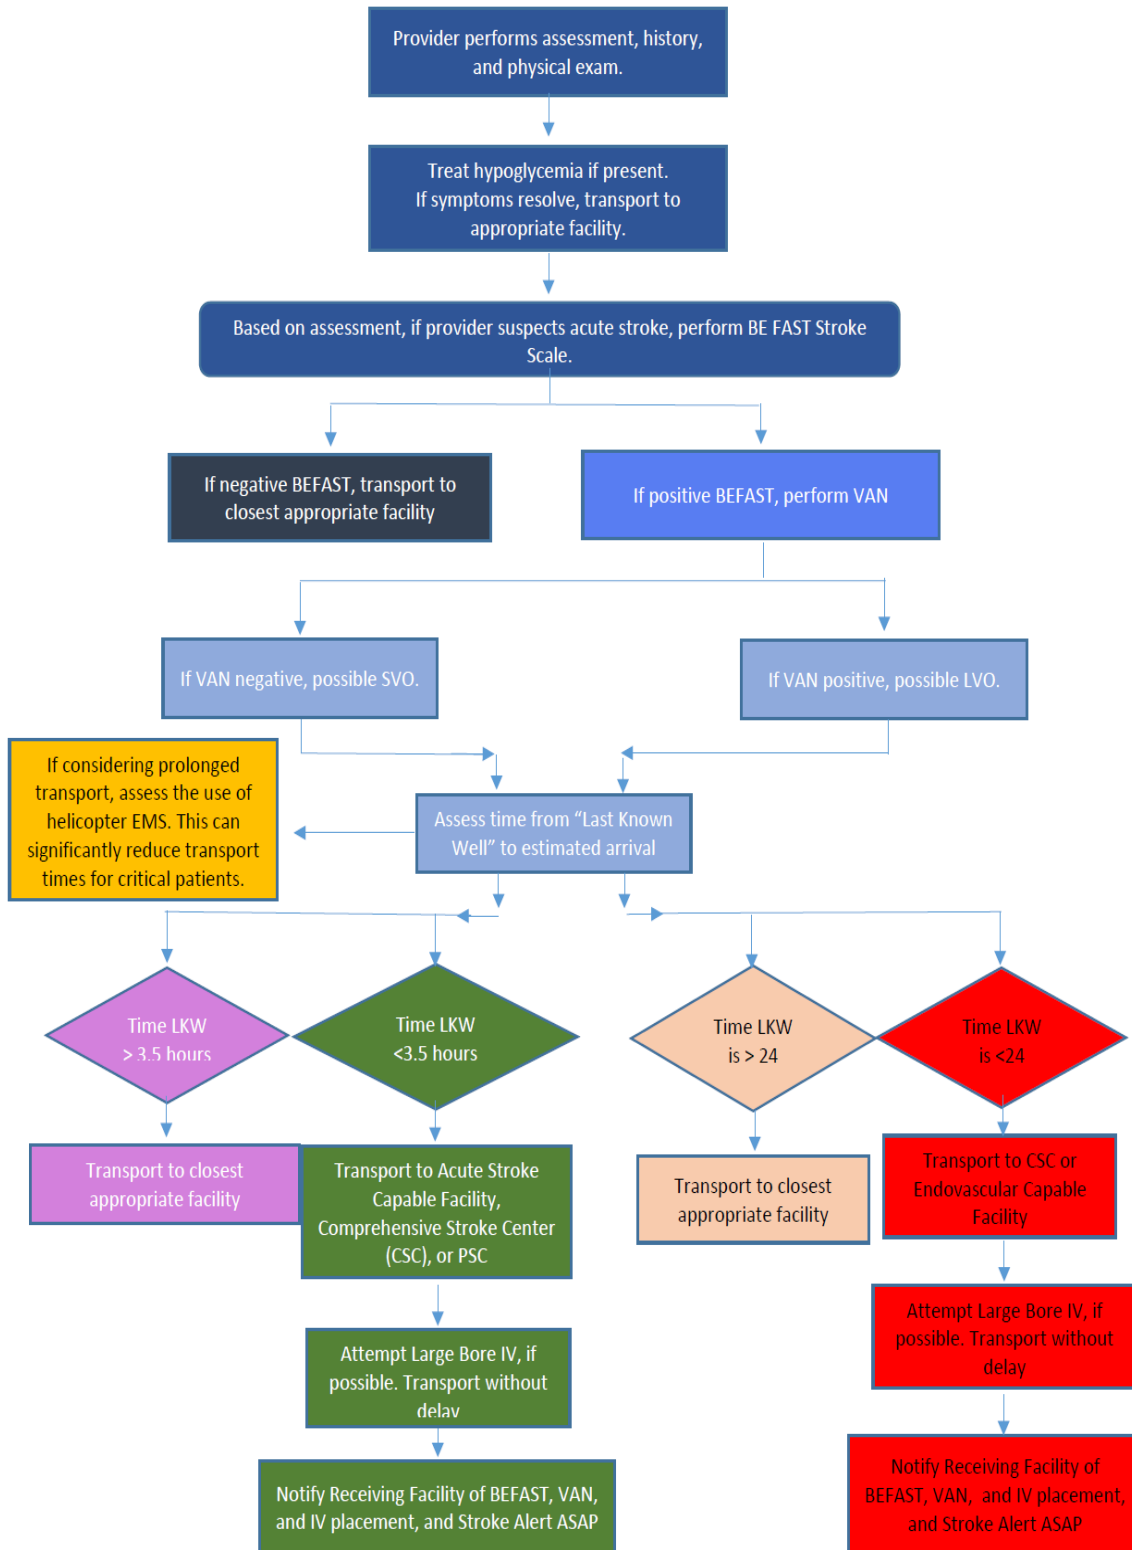 Provider performs assessment, history,
and physical exam.
Treat hypoglycemia if present.
If symptoms resolve, transport to
appropriate facility.
Based on assessment, if provider suspects acute stroke, perform BE FAST Stroke
Scale.
If negative BEFAST, transport to
closest appropriate facility
If positive BEFAST, perform VAN
If VAN negative, possible SVO.
If VAN positive, possible LVO.
If considering prolonged
transport, assess the use of
helicopter EMS. This can
significantly reduce transport
times for critical patients.
Assess time from “Last Known
Well” to estimated arrival
Time LKW
> 3.5 hours
Time LKW
<3.5 hours
Time LKW
is > 24
Time LKW
is <24
Transport to closest
appropriate facility
Transport to Acute Stroke
Capable Facility,
Comprehensive Stroke Center
(CSC), or PSC
Transport to closest
appropriate facility
Transport to CSC or
Endovascular Capable
Facility
Attempt Large Bore IV, if
possible. Transport without
delay
Attempt Large Bore IV, if
possible. Transport without
delay
Notify Receiving Facility of BEFAST, VAN,
and IV placement, and Stroke Alert ASAP
Notify Receiving Facility of
BEFAST, VAN,  and IV placement,
and Stroke Alert ASAP